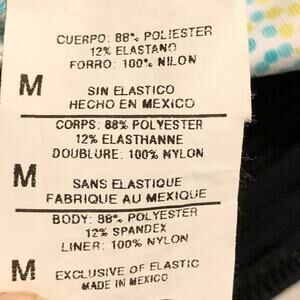 CUERPO: 88% POLIESTER
12% ELASTANO
FORRO: 100% NILON
M
SIN ELASTICO
HECHO EN MEXICO
CORPS: 88% POLYESTER
12% ELASTHANNE
DOUBLURE: 100% NYLON
M
SANS ELASTIQUE
FABRIQUE AU MEXIQUE
BODY: 88% POLYESTER
12% SPANDEX
LINER: 100% NYLON
M
EXCLUSIVE OF ELASTIC
MADE IN MEXICO